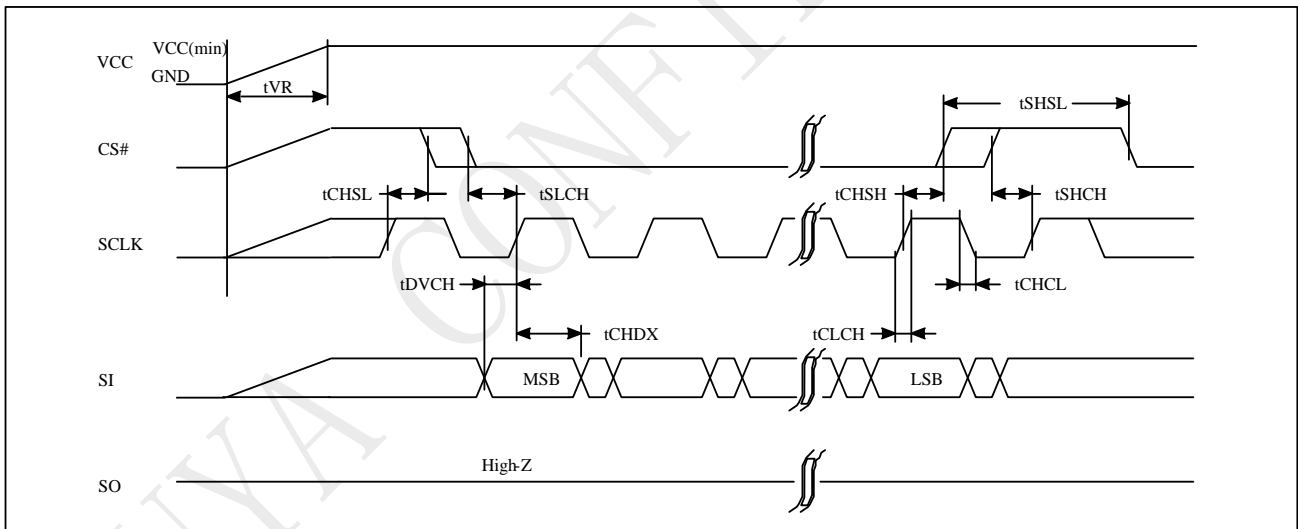 VCC(min)
VCC
GND
tVR
tSHSL
CS#
tCHSL
tSLCH
tCHSH
tSHCH
SCLK
tDVCH
tCHCL
tCHDX
tCLCH
SI
MSB
LSB
High-Z
SO